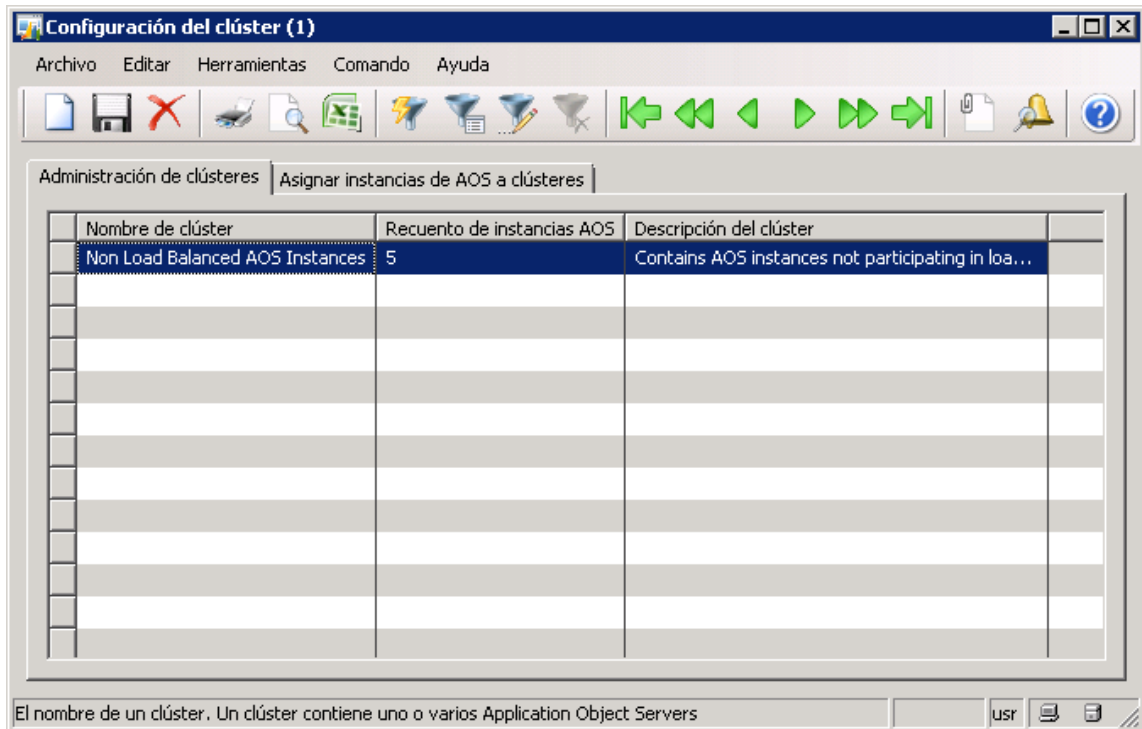 Configuración del clúster (1)
Archivo Editar Herramientas Comando Ayuda
Administración de clústeres Asignar instancias de AOS a clústeres
Nombre de clúster Recuento de instancias AOS Descripción del clúster
Non Load Balanced AOS Instances 5 Contains AOS instances not participating in loa...
El nombre de un clúster. Un clúster contiene uno o varios Application Object Servers usr